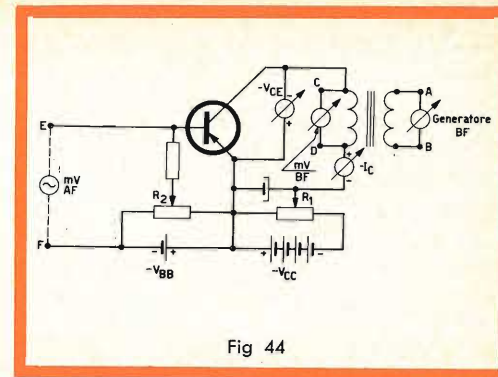 -VCE
-
+
C
A
Generatore
BF
B
D
mV
BF
+
-IC
-
E
mV
AF
R2
R1
F
-
+
-VBB
+
-
-VCC
Fig 44